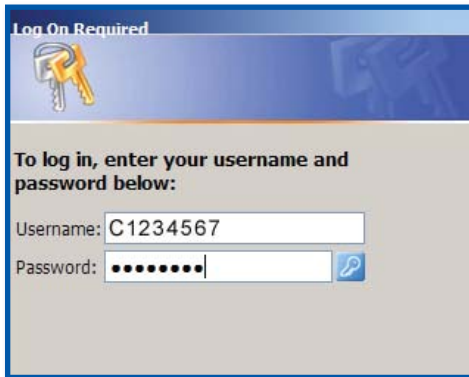 Log On Required
To log in, enter your username and
password below:
Username: C1234567
Password: ••••••••